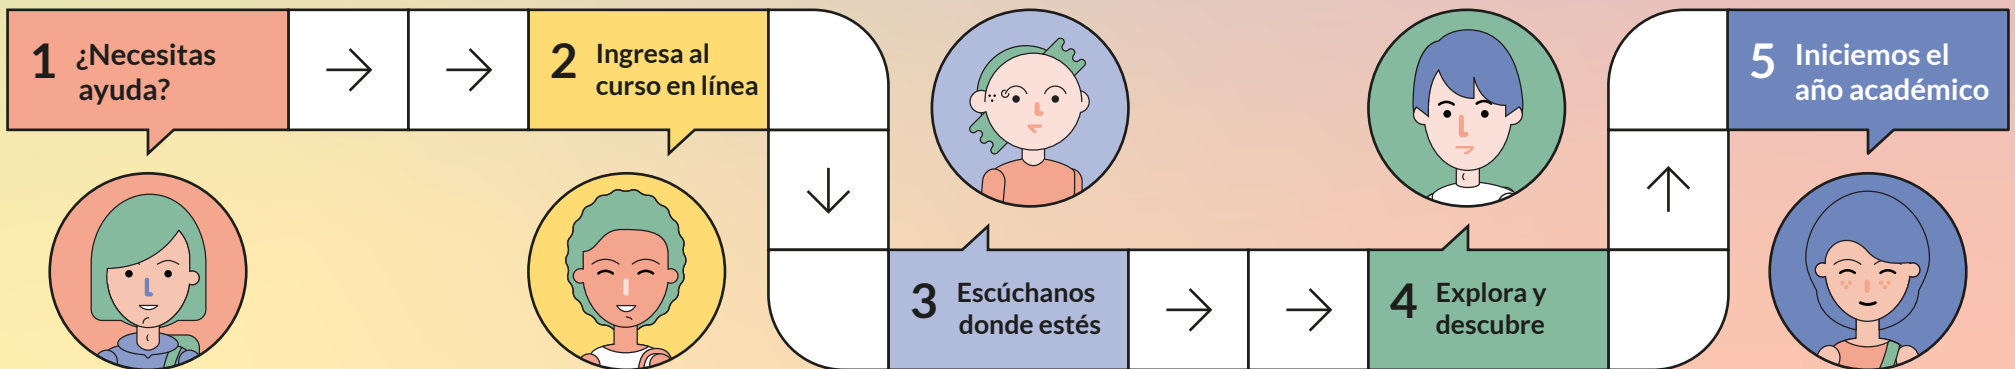 1 ¿Necesitas
ayuda?
2 Ingresa al
curso en línea
3 Escúchanos
donde estés
4 Explora y
descubre
5 Iniciemos el
año académico